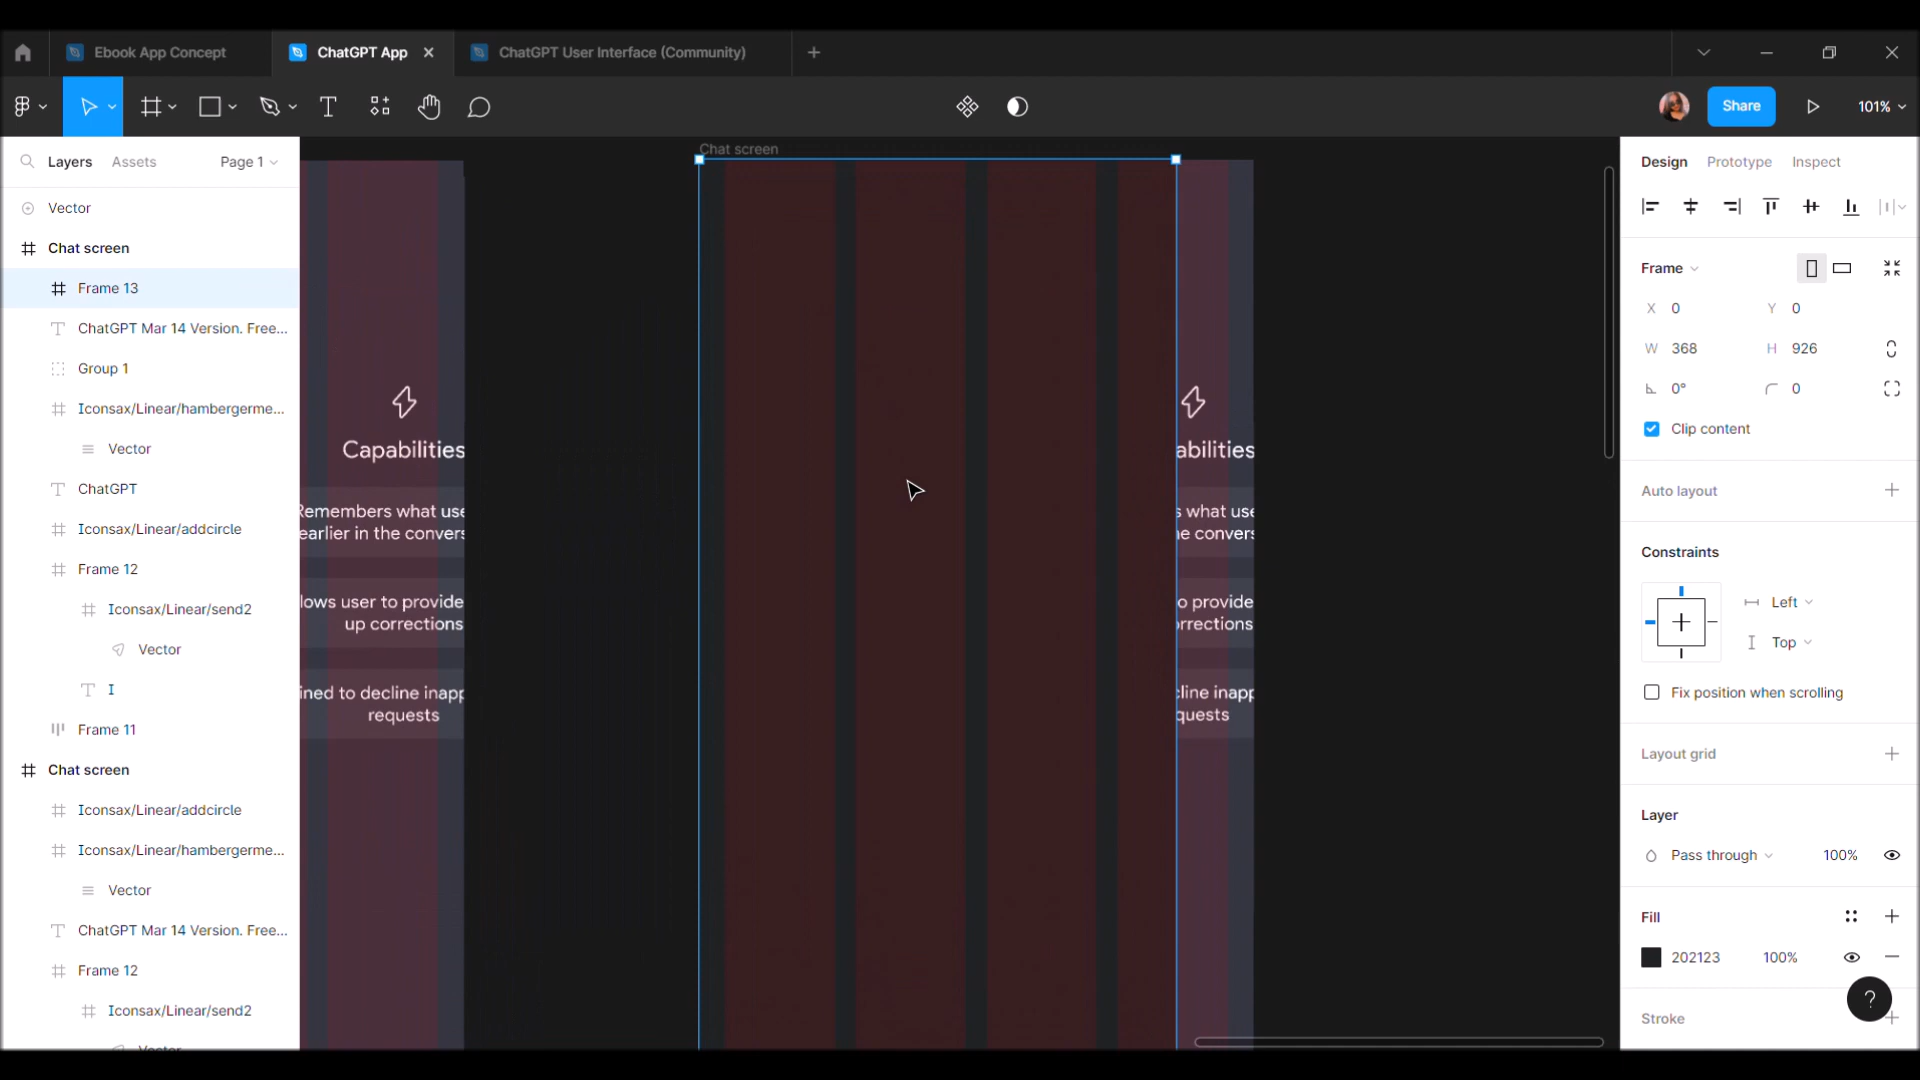 Ebook App Concept
ChatGPT App
ChatGPT User Interface (Community)
Share
101%
Layers
Assets
Page 1
Vector
Chat screen
Frame 13
ChatGPT Mar 14 Version. Free...
Group 1
Iconsax/Linear/hambergerme...
Vector
ChatGPT
Iconsax/Linear/addcircle
Frame 12
Iconsax/Linear/send2
Vector
I
Frame 11
Chat screen
Iconsax/Linear/addcircle
Iconsax/Linear/hambergerme...
Vector
ChatGPT Mar 14 Version. Free...
Frame 12
Iconsax/Linear/send2
Vector
Capabilities
Remembers what use
earlier in the convers
lows user to provide
up corrections
ined to decline inapp
requests
Chat screen
abilities
s what use
ne convers
o provide
orrections
cline inapp
quests
Design
Prototype
Inspect
Frame
X 0
Y 0
W 368
H 926
0°
0
Clip content
Auto layout
Constraints
Left
Top
Fix position when scrolling
Layout grid
Layer
Pass through
100%
Fill
202123
100%
?
Stroke